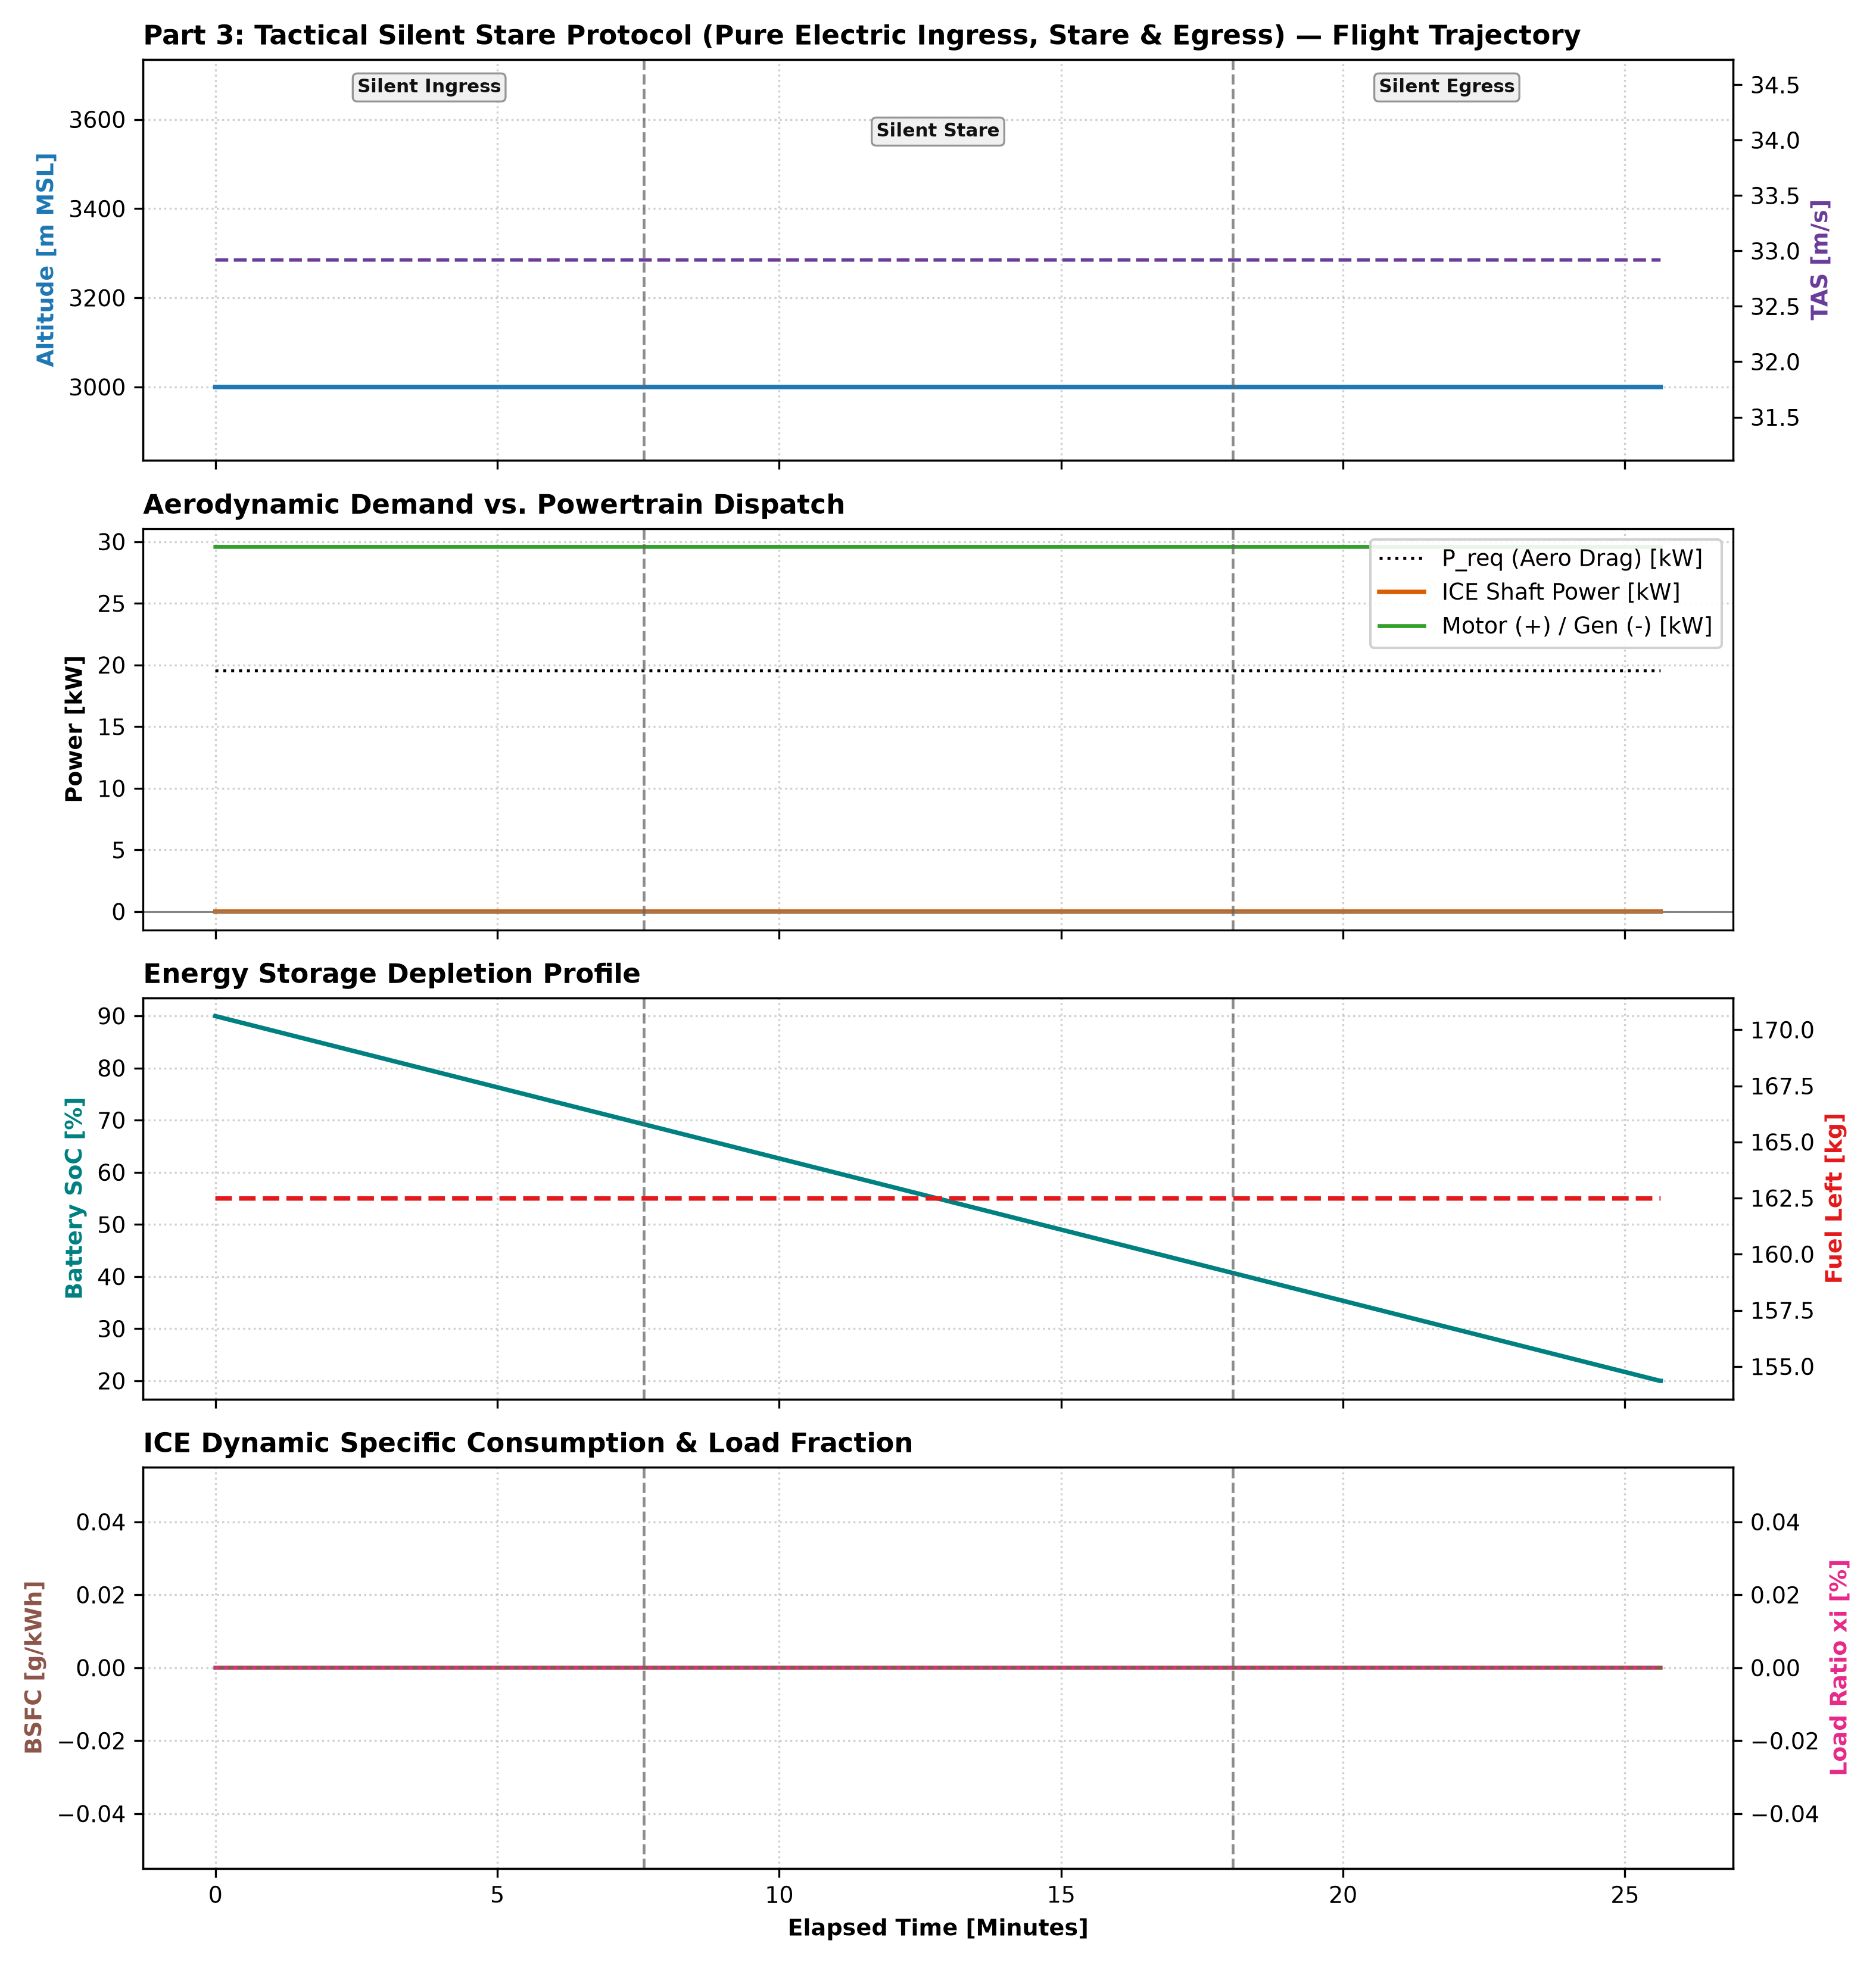 Part 3: Tactical Silent Stare Protocol (Pure Electric Ingress, Stare & Egress) — Flight Trajectory
Silent Ingress
Silent Stare
Silent Egress
Altitude [m MSL]
3600
3400
3200
3000
TAS [m/s]
34.5
34.0
33.5
33.0
32.5
32.0
31.5
Aerodynamic Demand vs. Powertrain Dispatch
Power [kW]
30
25
20
15
10
5
0
P_req (Aero Drag) [kW]
ICE Shaft Power [kW]
Motor (+) / Gen (-) [kW]
Energy Storage Depletion Profile
Battery SoC [%]
90
80
70
60
50
40
30
20
Fuel Left [kg]
170.0
167.5
165.0
162.5
160.0
157.5
155.0
ICE Dynamic Specific Consumption & Load Fraction
BSFC [g/kWh]
0.04
0.02
0.00
−0.02
−0.04
Load Ratio xi [%]
0.04
0.02
0.00
−0.02
−0.04
0 5 10 15 20 25
Elapsed Time [Minutes]